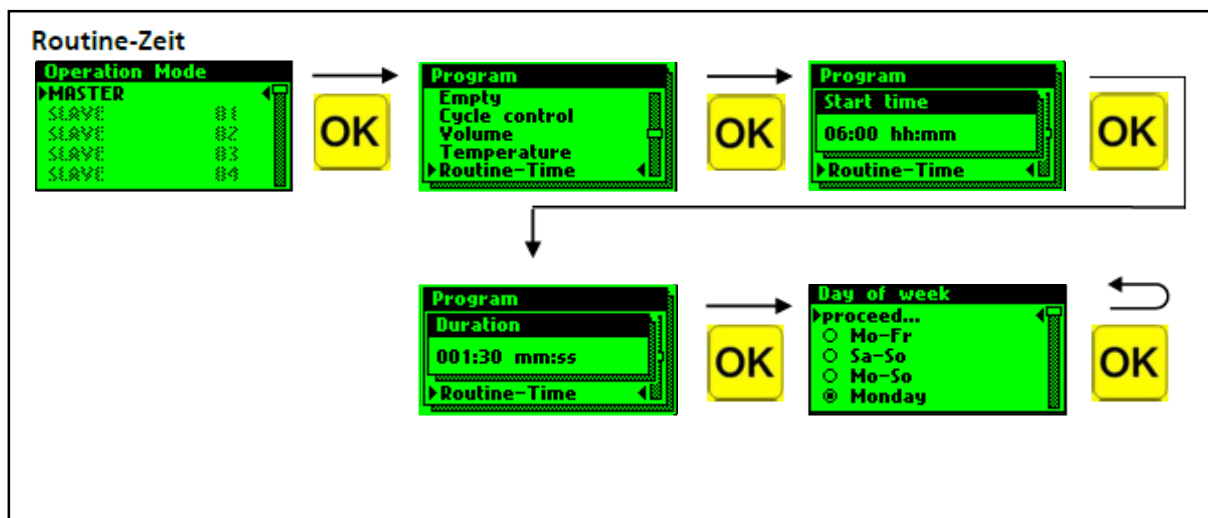 Routine-Zeit
Operation Mode
MASTER
SLAVE 01
SLAVE 02
SLAVE 03
SLAVE 04
OK
Program
Empty
Cycle control
Volume
Temperature
Routine-Time
OK
Program
Start time
06:00 hh:mm
Routine-Time
OK
Program
Duration
001:30 mm:ss
Routine-Time
OK
Day of week
proceed...
Mo-Fr
Sa-So
Mo-So
Monday
OK